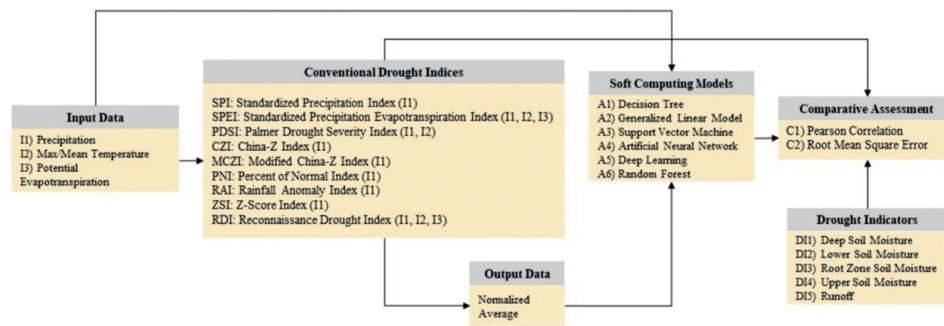 Input Data
I1) Precipitation
I2) Max/Mean Temperature
I3) Potential
Evapotranspiration
Conventional Drought Indices
SPI: Standardized Precipitation Index (I1)
SPEI: Standardized Precipitation Evapotranspiration Index (I1, I2, I3)
PDSI: Palmer Drought Severity Index (I1, I2)
CZI: China-Z Index (I1)
MCZI: Modified China-Z Index (I1)
PNI: Percent of Normal Index (I1)
RAI: Rainfall Anomaly Index (I1)
ZSI: Z-Score Index (I1)
RDI: Reconnaissance Drought Index (I1, I2, I3)
Output Data
Normalized
Average
Soft Computing Models
A1) Decision Tree
A2) Generalized Linear Model
A3) Support Vector Machine
A4) Artificial Neural Network
A5) Deep Learning
A6) Random Forest
Comparative Assessment
C1) Pearson Correlation
C2) Root Mean Square Error
Drought Indicators
DI1) Deep Soil Moisture
DI2) Lower Soil Moisture
DI3) Root Zone Soil Moisture
DI4) Upper Soil Moisture
DI5) Runoff